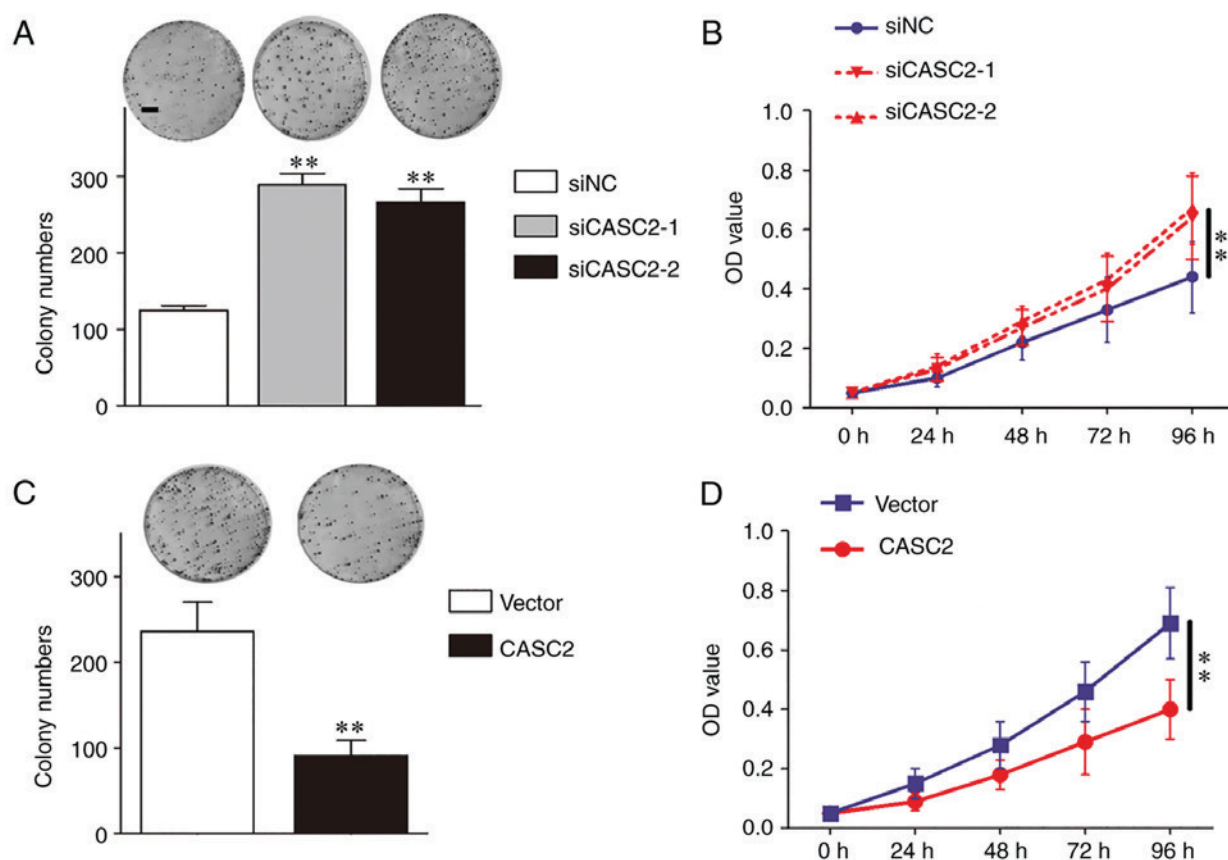 A
** **
300
200
100
0
Colony numbers
siNC
siCASC2-1
siCASC2-2
B
siNC
siCASC2-1
siCASC2-2
1.0
0.8
0.6
0.4
0.2
0.0
OD value
**
0 h 24 h 48 h 72 h 96 h
C
300
200
100
0
Colony numbers
**
Vector
CASC2
D
Vector
CASC2
1.0
0.8
0.6
0.4
0.2
0.0
OD value
**
0 h 24 h 48 h 72 h 96 h